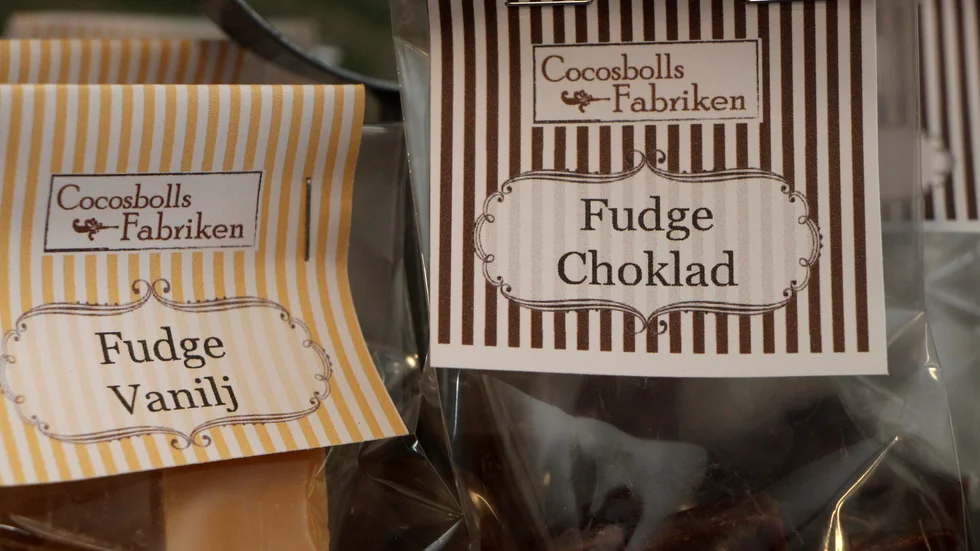 Cocosbolls
Fabriken
Fudge
Vanilj
Cocosbolls
Fabriken
Fudge
Choklad